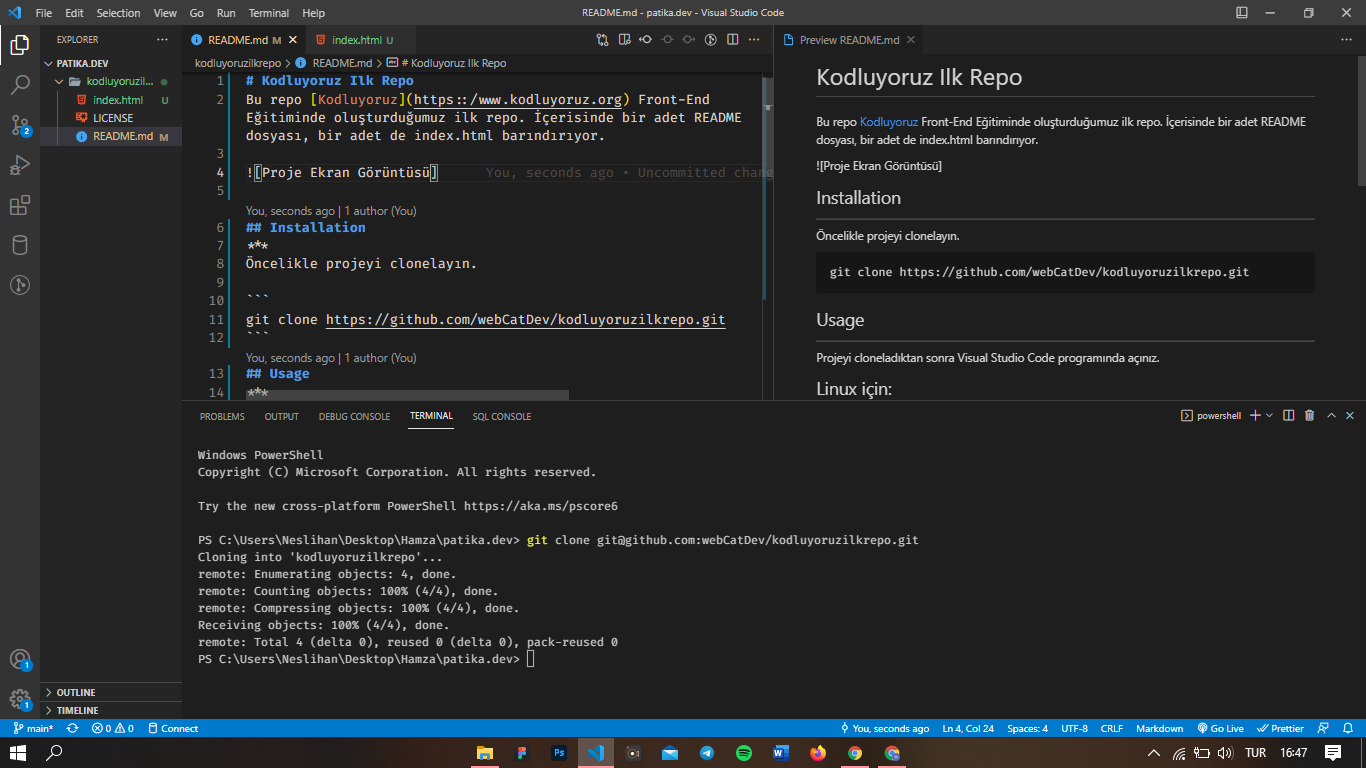 File Edit Selection View Go Run Terminal Help
README.md - patika.dev - Visual Studio Code
EXPLORER
PATIKA.DEV
kodluyoruzil...
index.html U
LICENSE
README.md M
OUTLINE
TIMELINE
README.md M
index.html U
kodluyoruzilkrepo > README.md > # Kodluyoruz Ilk Repo
1 # Kodluyoruz Ilk Repo
2 Bu repo [Kodluyoruz](https://www.kodluyoruz.org) Front-End
Eğitiminde oluşturduğumuz ilk repo. İçerisinde bir adet README
dosyası, bir adet de index.html barındırıyor.
3
4 ![Proje Ekran Görüntüsü] You, seconds ago • Uncommitted chang
5
You, seconds ago | 1 author (You)
6 ## Installation
7 ***
8 Öncelikle projeyi clonelayın.
9
10 ```
11 git clone https://github.com/webCatDev/kodluyoruzilkrepo.git
12 ```
You, seconds ago | 1 author (You)
13 ## Usage
14 ***
Preview README.md
Kodluyoruz Ilk Repo
Bu repo Kodluyoruz Front-End Eğitiminde oluşturduğumuz ilk repo. İçerisinde bir adet README
dosyası, bir adet de index.html barındırıyor.
![Proje Ekran Görüntüsü]
Installation
Öncelikle projeyi clonelayın.
git clone https://github.com/webCatDev/kodluyoruzilkrepo.git
Usage
Projeyi cloneladıktan sonra Visual Studio Code programında açınız.
Linux için:
PROBLEMS OUTPUT DEBUG CONSOLE TERMINAL SQL CONSOLE
powershell
Windows PowerShell
Copyright (C) Microsoft Corporation. All rights reserved.
Try the new cross-platform PowerShell https://aka.ms/pscore6
PS C:\Users\Neslihan\Desktop\Hamza\patika.dev> git clone git@github.com:webCatDev/kodluyoruzilkrepo.git
Cloning into 'kodluyoruzilkrepo'...
remote: Enumerating objects: 4, done.
remote: Counting objects: 100% (4/4), done.
remote: Compressing objects: 100% (4/4), done.
Receiving objects: 100% (4/4), done.
remote: Total 4 (delta 0), reused 0 (delta 0), pack-reused 0
PS C:\Users\Neslihan\Desktop\Hamza\patika.dev>
2
1
1
main* 0 0 Connect
You, seconds ago Ln 4, Col 24 Spaces: 4 UTF-8 CRLF Markdown Go Live Prettier
Ps
W
TUR 16:47